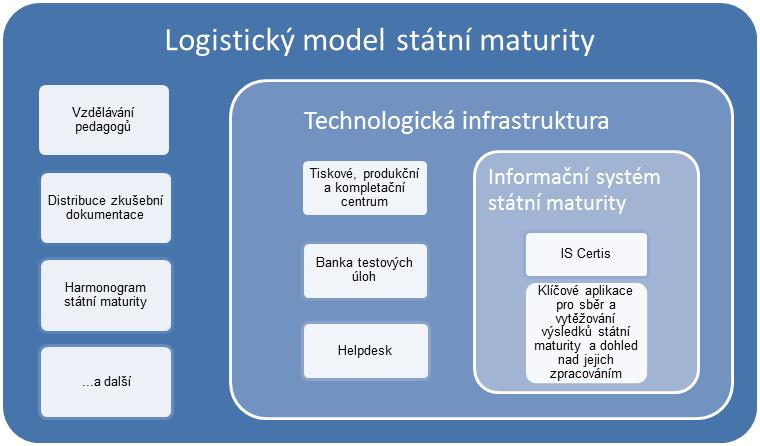 Logistický model státní maturity
Vzdělávání
pedagogů
Distribuce zkušební
dokumentace
Harmonogram
státní maturity
...a další
Technologická infrastruktura
Tiskové, produkční
a kompletační
centrum
Banka testových
úloh
Helpdesk
Informační systém
státní maturity
IS Certis
Klíčové aplikace
pro sběr a
vytěžování
výsledků státní
maturity a dohled
nad jejich
zpracováním